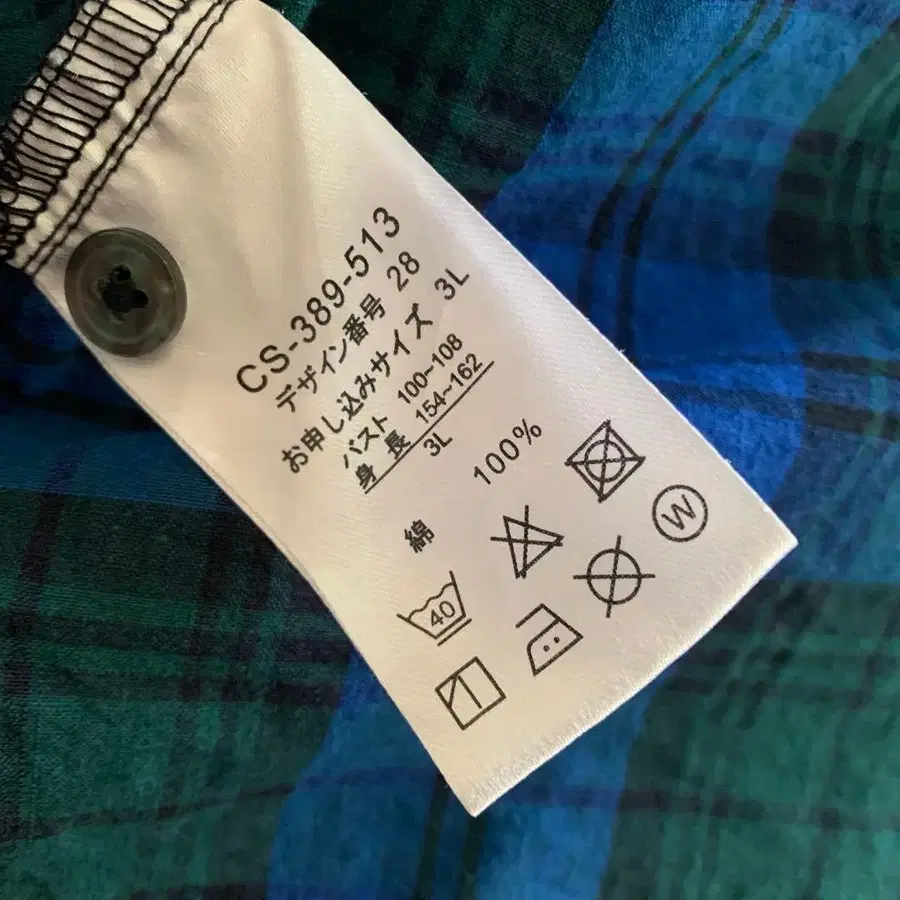 CS-389-513
デザイン番号 28
お申し込みサイズ 3L
バスト 100~108
身長 154~162
3L
綿 100%
40
W